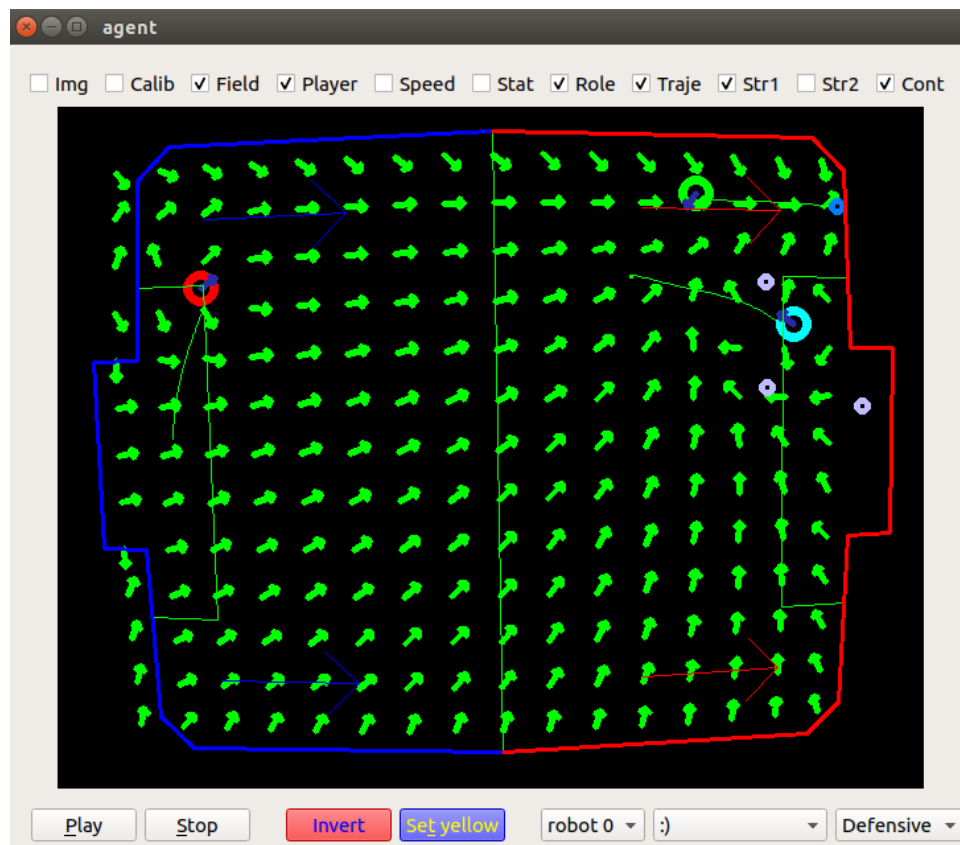 agent
Img Calib Field Player Speed Stat Role Traje Str1 Str2 Cont
Play Stop Invert Set yellow robot 0 :) Defensive